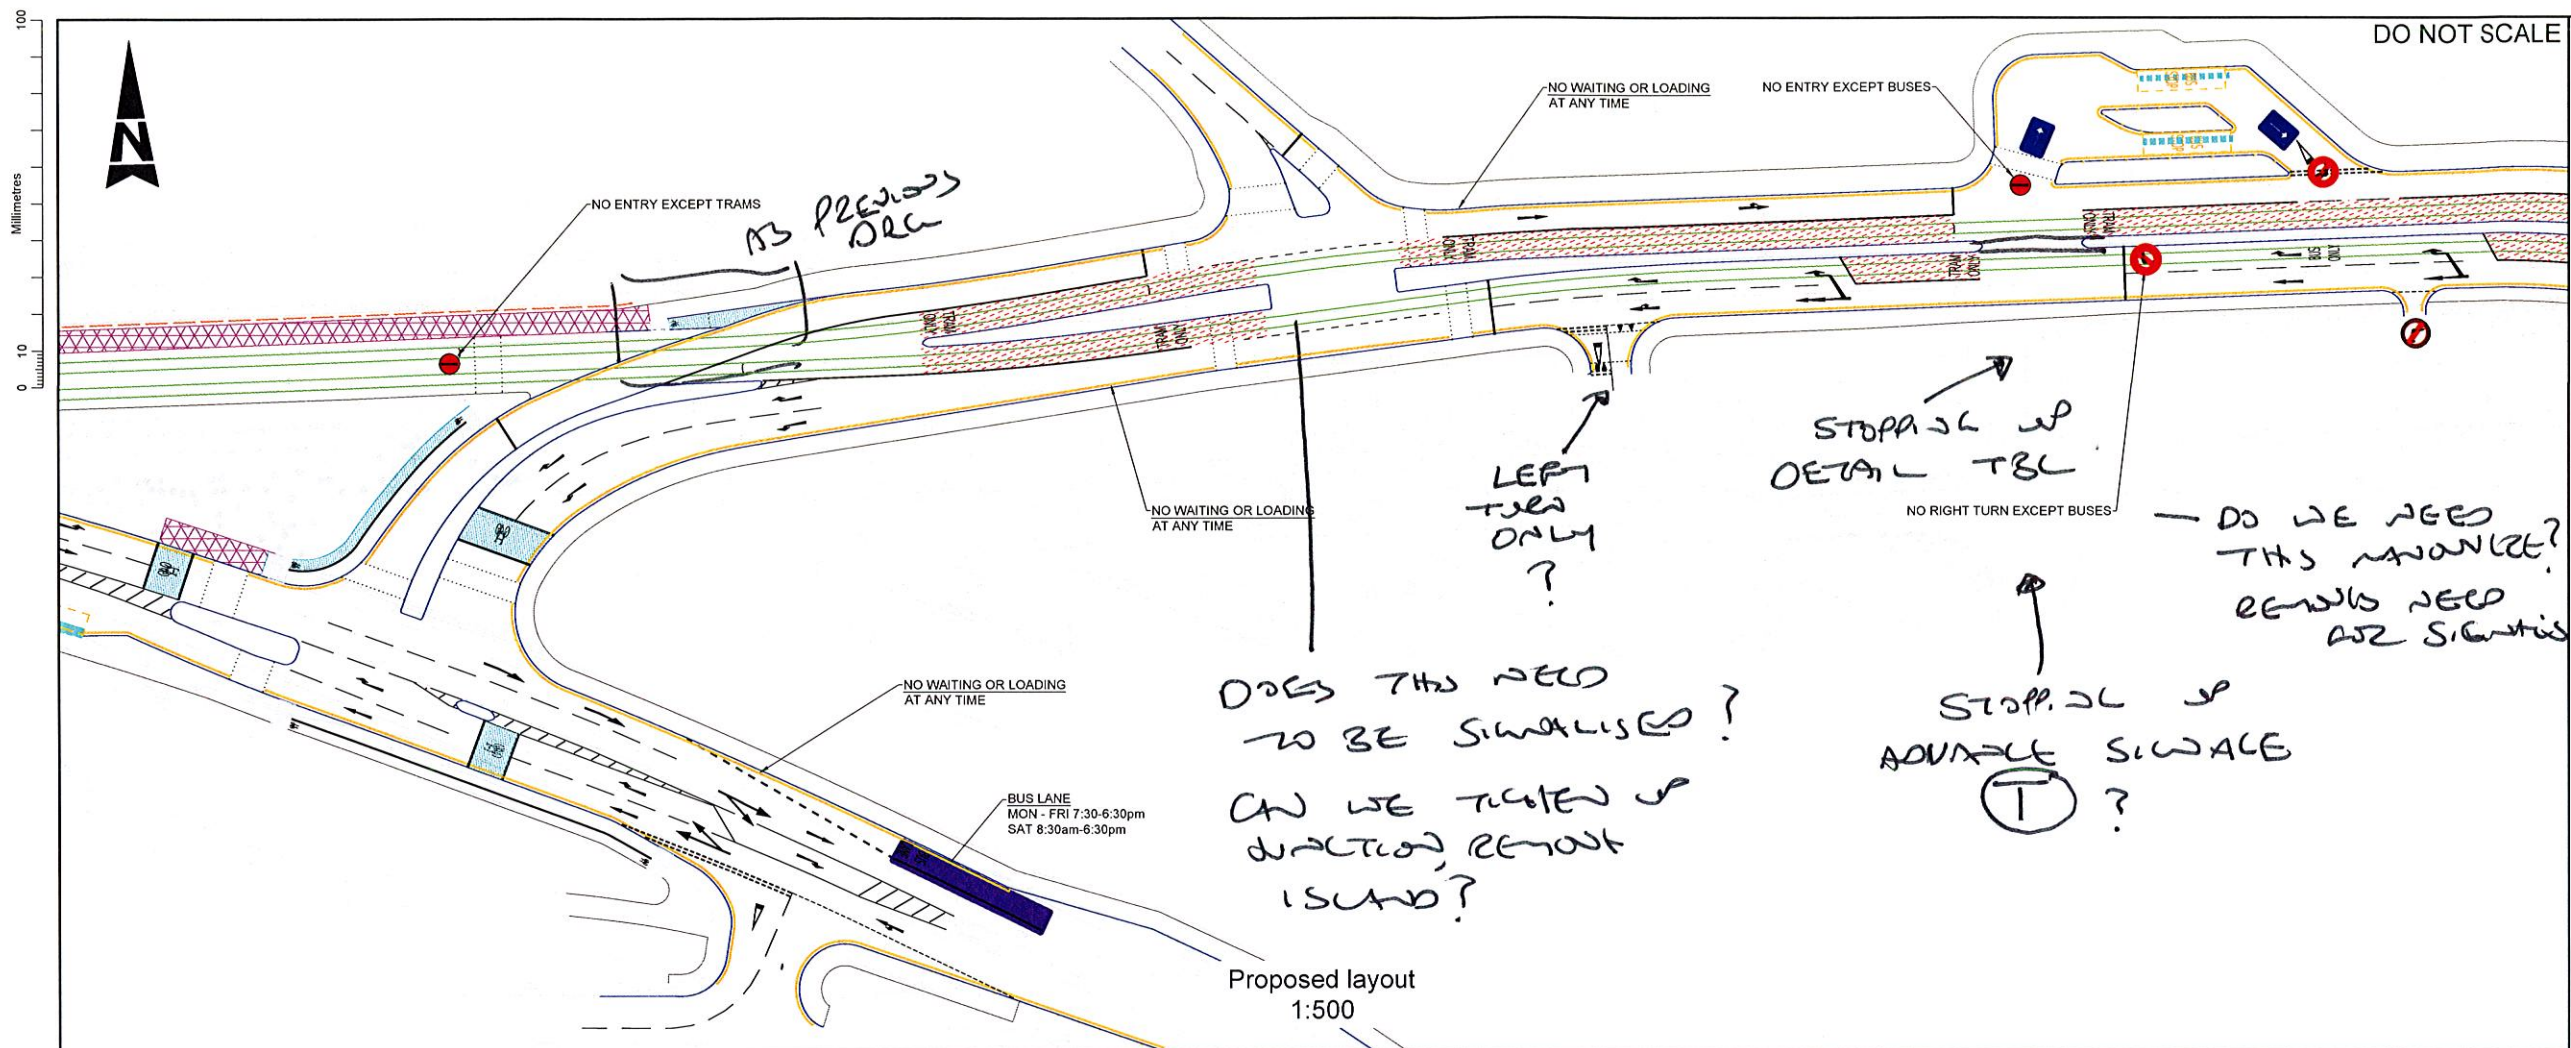 DO NOT SCALE
100
Millimetres
10
0
N
NO WAITING OR LOADING
AT ANY TIME
NO ENTRY EXCEPT BUSES
NO ENTRY EXCEPT TRAMS
AS PREVIOUS
DRG
TRAM
ONLY
TRAM
ONLY
TRAM
ONLY
TRAM
ONLY
TRAM
ONLY
BUS
ONLY
STOPPING UP
DETAIL TBC
NO RIGHT TURN EXCEPT BUSES
LEFT
TURN
ONLY
?
NO WAITING OR LOADING
AT ANY TIME
- DO WE NEED
THIS
?
NEED
FOR
DOES THIS NEED
TO BE SIGNALISED?
CAN WE TIGHTEN UP
JUNCTION, REMOVE
ISLAND?
STOPPING UP
ADVANCE SIGNAGE
T ?
NO WAITING OR LOADING
AT ANY TIME
BUS LANE
MON - FRI 7:30-6:30pm
SAT 8:30am-6:30pm
Proposed layout
1:500